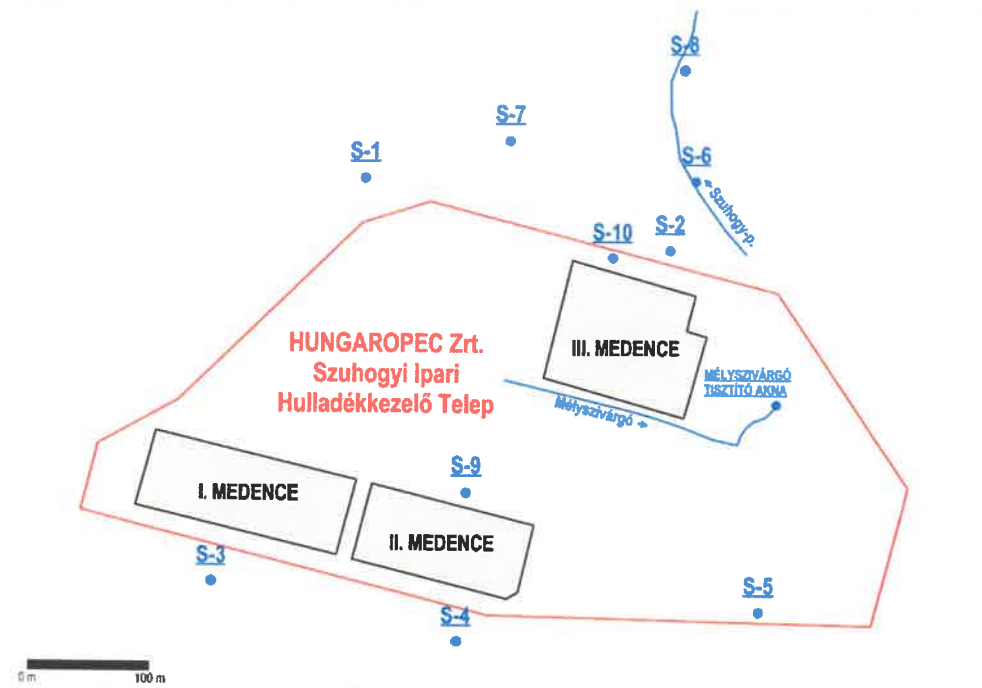 S-8
S-7
S-1
S-6
← Szuhogy-p.
S-2
S-10
HUNGAROPEC Zrt.
Szuhogyi Ipari
Hulladékkezelő Telep
III. MEDENCE
MÉLYSZIVÁRGÓ
TISZTÍTÓ AKNA
Mélyszivárgó →
S-9
I. MEDENCE
II. MEDENCE
S-3
S-5
S-4
0 m
100 m